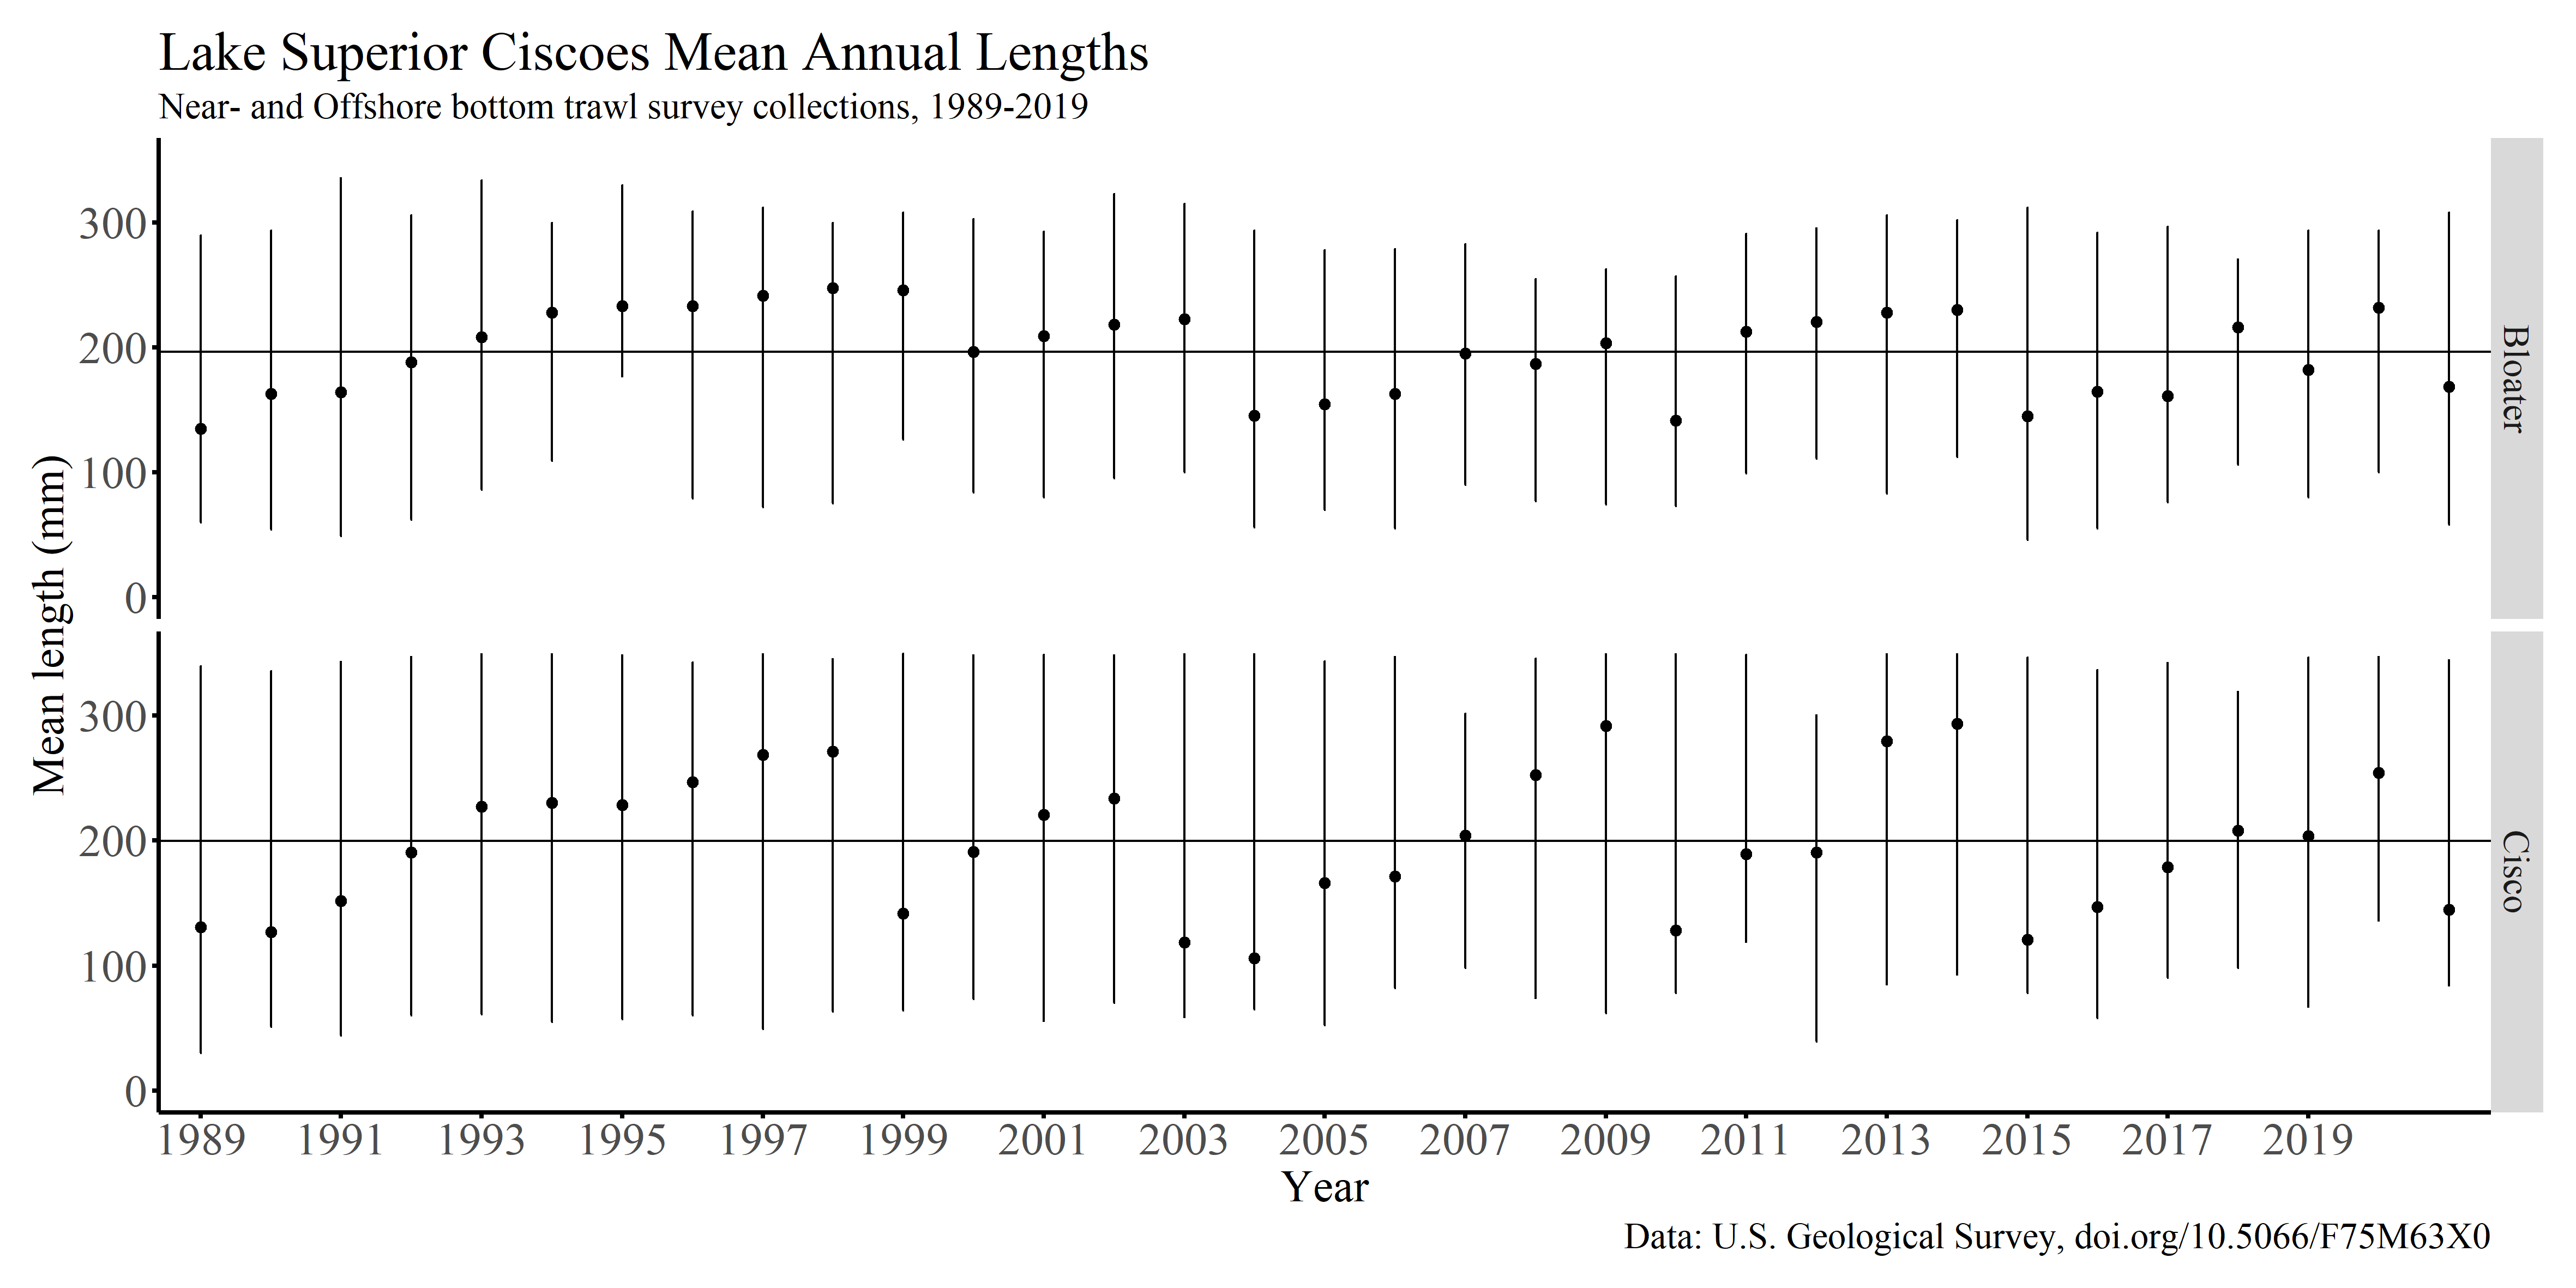 Lake Superior Ciscoes Mean Annual Lengths
Near- and Offshore bottom trawl survey collections, 1989-2019
Mean length (mm)
300
200
100
0
Bloater
300
200
100
0
Cisco
1989 1991 1993 1995 1997 1999 2001 2003 2005 2007 2009 2011 2013 2015 2017 2019
Year
Data: U.S. Geological Survey, doi.org/10.5066/F75M63X0